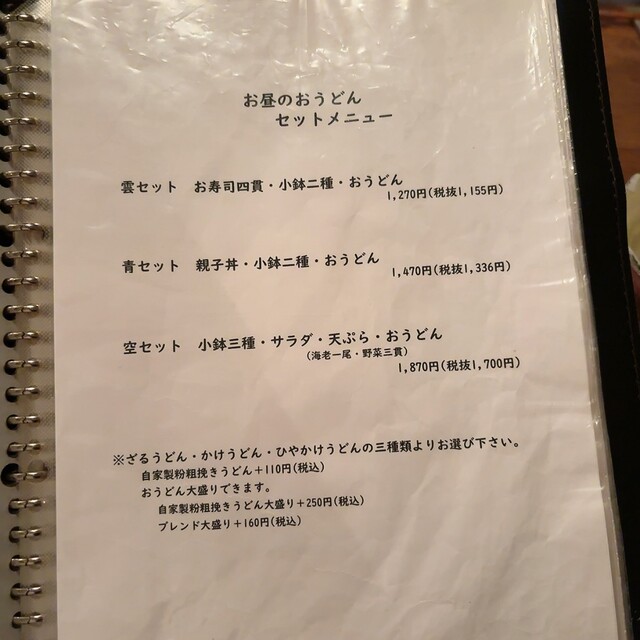 お昼のおうどん
セットメニュー
雲セット お寿司四貫・小鉢二種・おうどん
1,270円(税抜1,155円)
青セット 親子丼・小鉢二種・おうどん
1,470円(税抜1,336円)
空セット 小鉢三種・サラダ・天ぷら・おうどん
(海老一尾・野菜三貫)
1,870円(税抜1,700円)
※ざるうどん・かけうどん・ひやかけうどんの三種類よりお選び下さい。
自家製粉粗挽きうどん＋110円(税込)
おうどん大盛りできます。
自家製粉粗挽きうどん大盛り＋250円(税込)
ブレンド大盛り＋160円(税込)